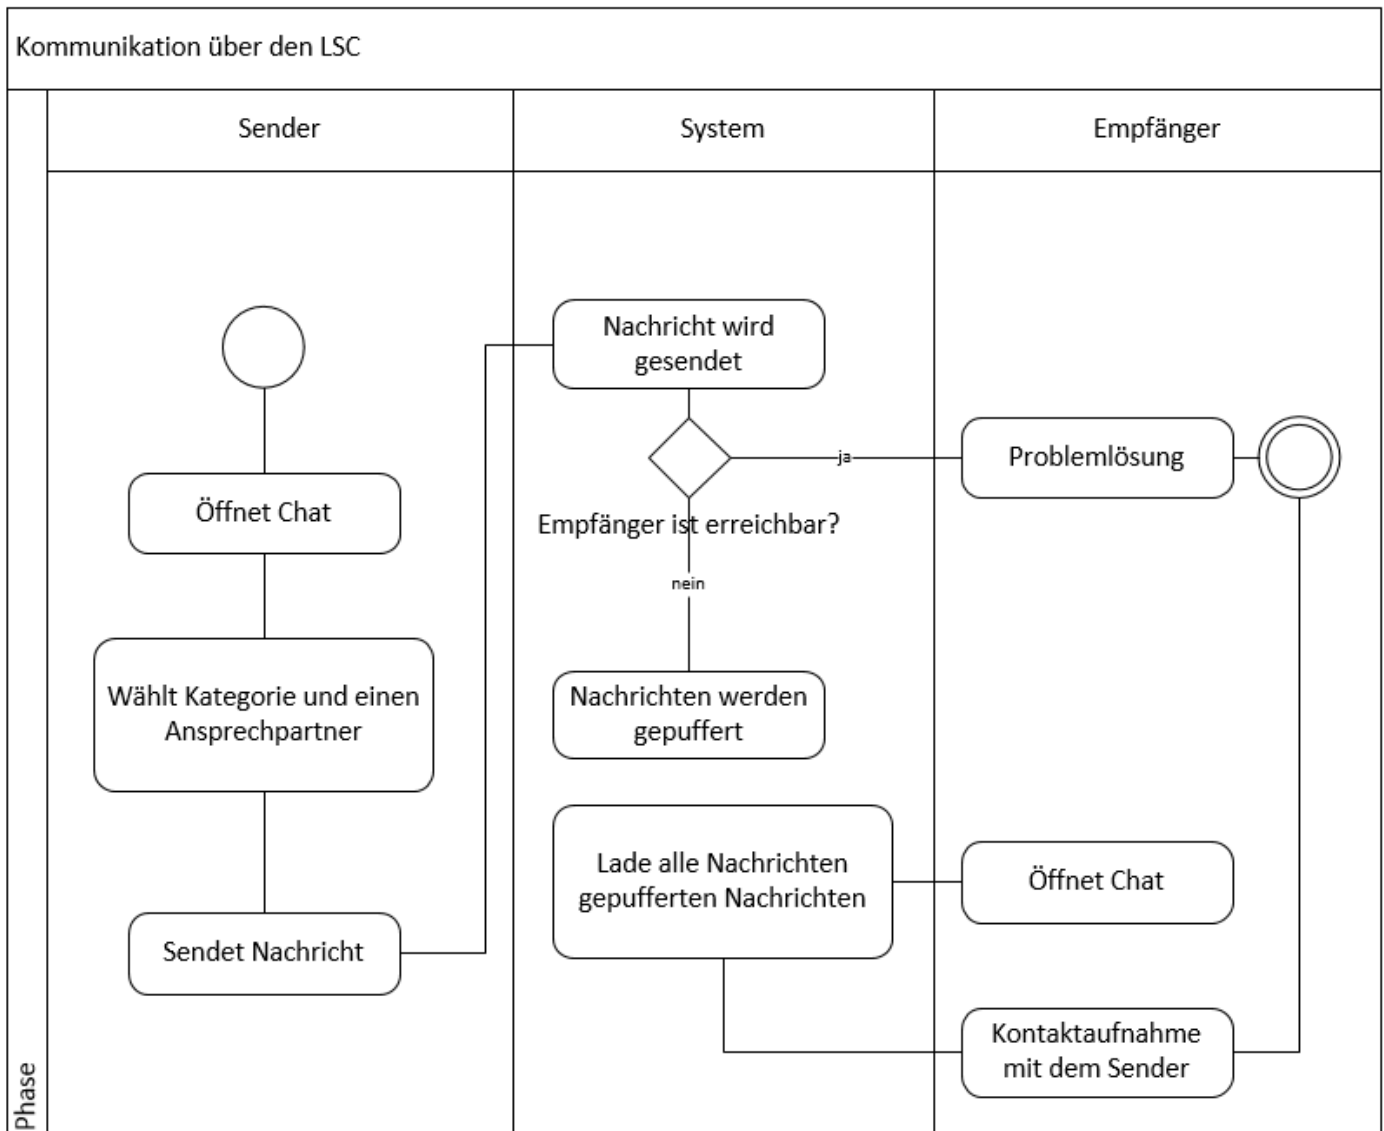 Kommunikation über den LSC
Sender
System
Empfänger
Öffnet Chat
Wählt Kategorie und einen
Ansprechpartner
Sendet Nachricht
Nachricht wird
gesendet
Empfänger ist erreichbar?
ja
nein
Nachrichten werden
gepuffert
Lade alle Nachrichten
gepufferten Nachrichten
Problemlösung
Öffnet Chat
Kontaktaufnahme
mit dem Sender
Phase